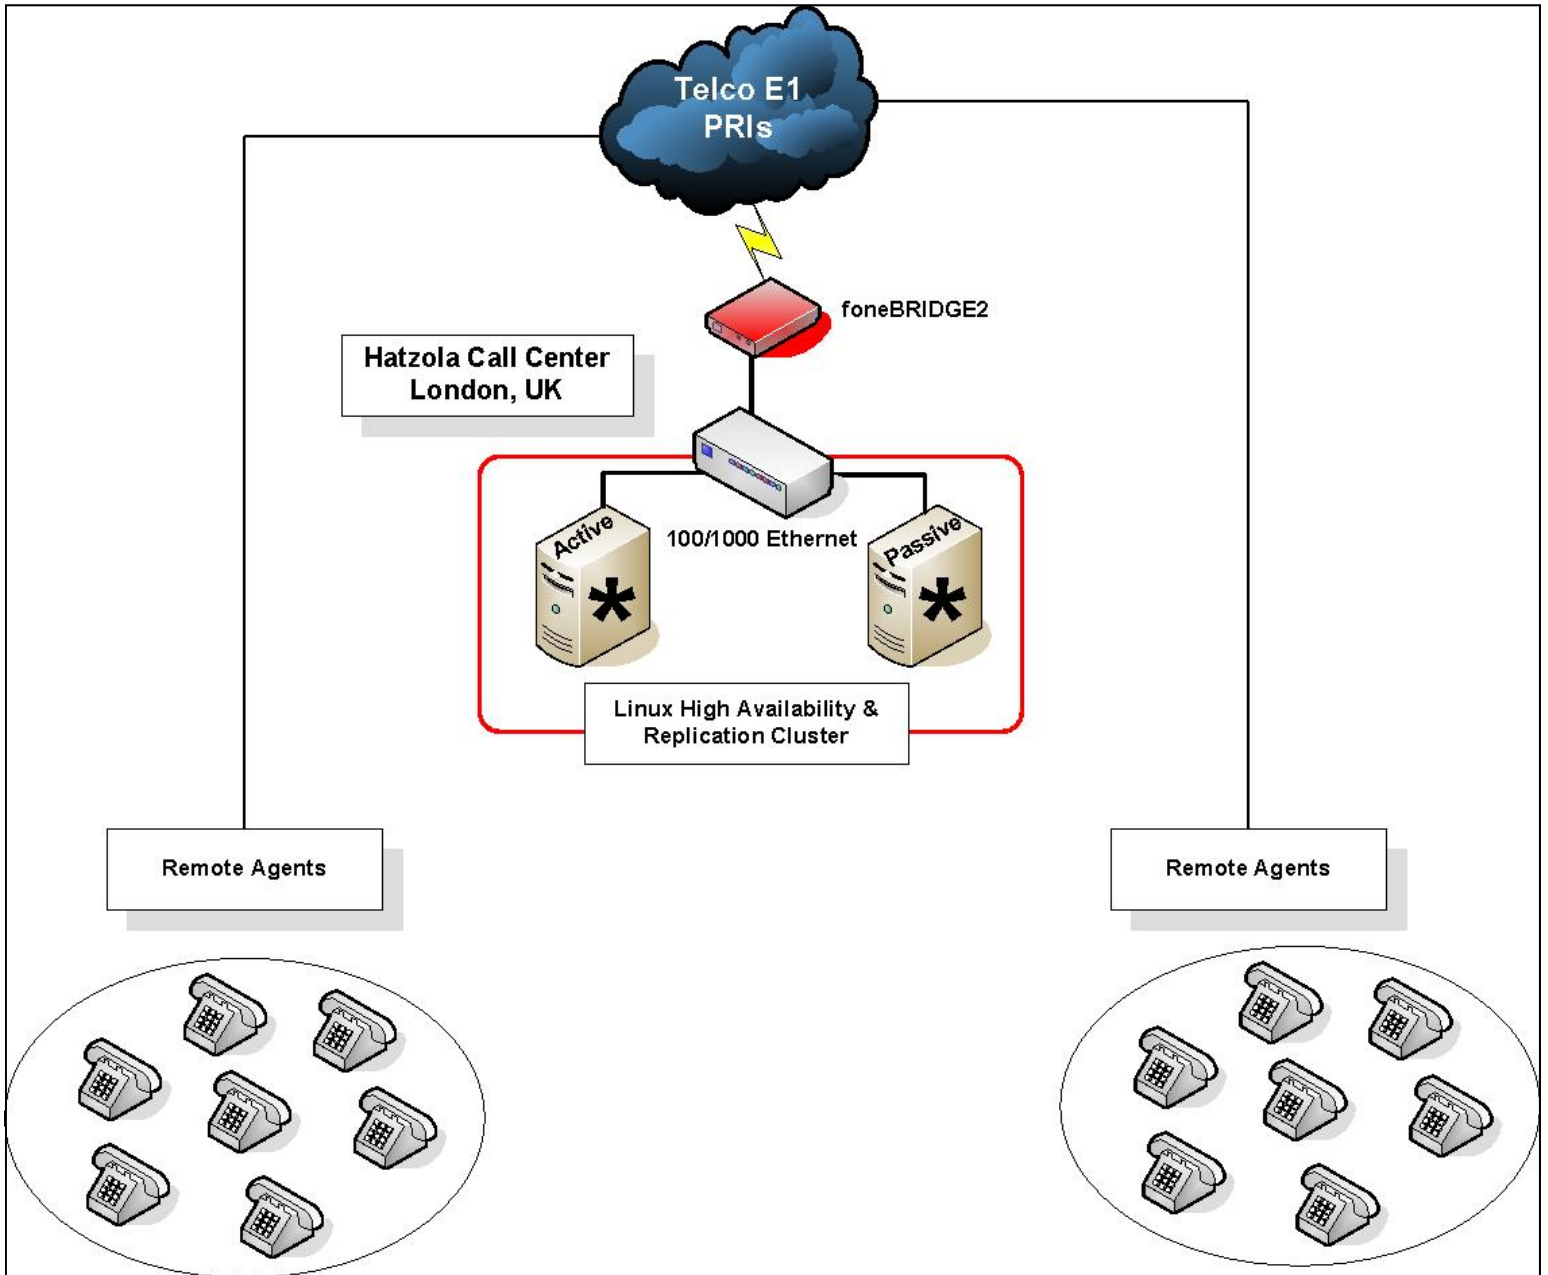 Telco E1
PRIs
foneBRIDGE2
Hatzola Call Center
London, UK
Active
100/1000 Ethernet
Passive
*
*
Linux High Availability &
Replication Cluster
Remote Agents
Remote Agents